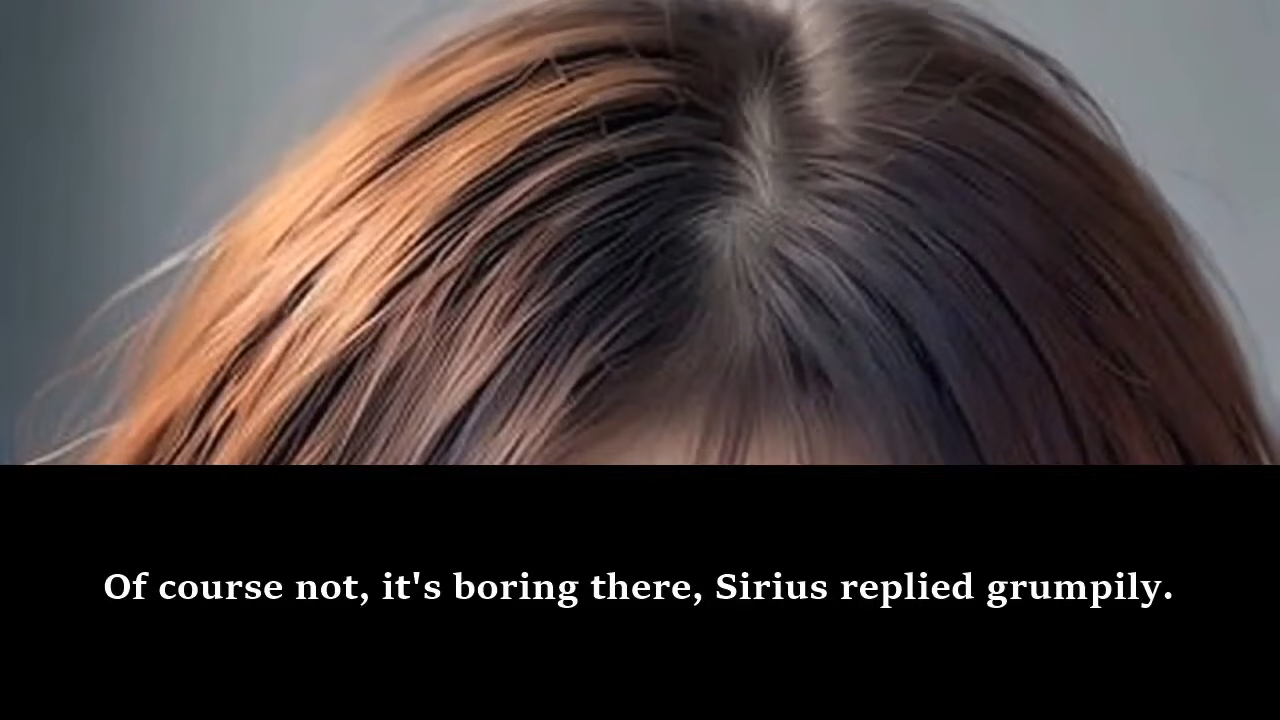 Of course not, it's boring there, Sirius replied grumpily.